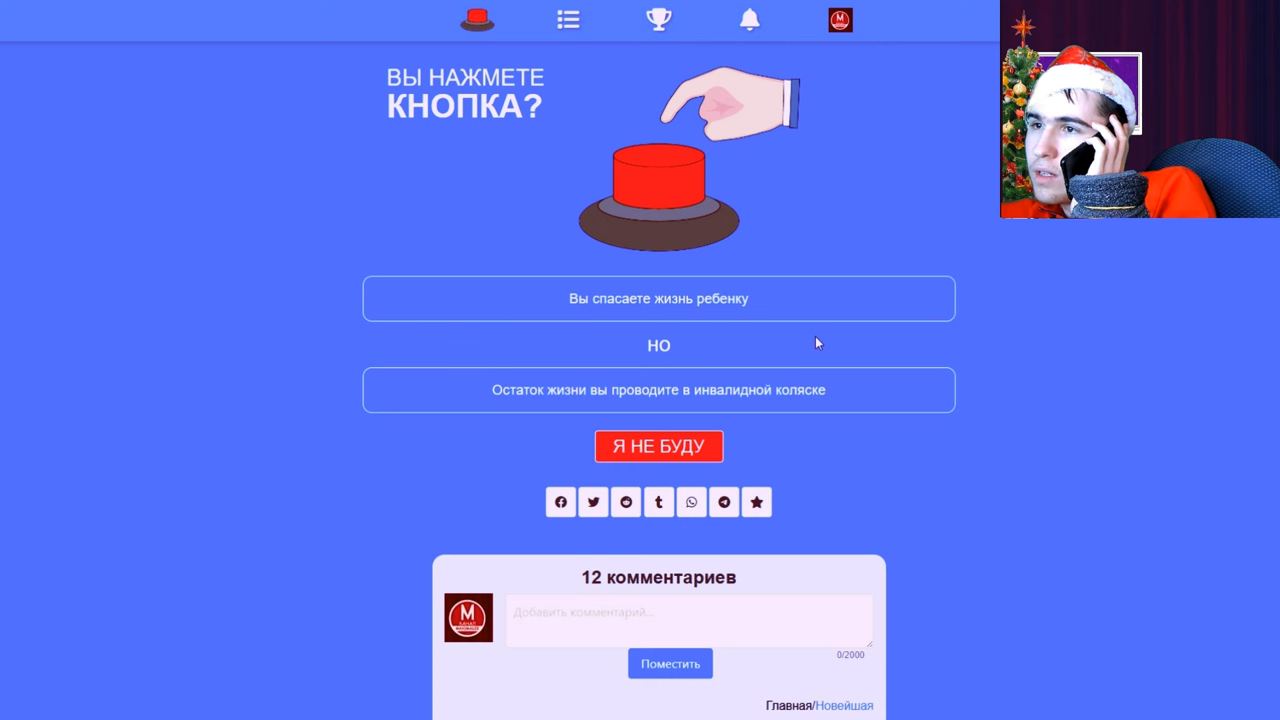 ВЫ НАЖМЕТЕ
КНОПКА?
Вы спасаете жизнь ребенку
НО
Остаток жизни вы проводите в инвалидной коляске
Я НЕ БУДУ
12 комментариев
Добавить комментарий...
0/2000
Поместить
Главная/Новейшая